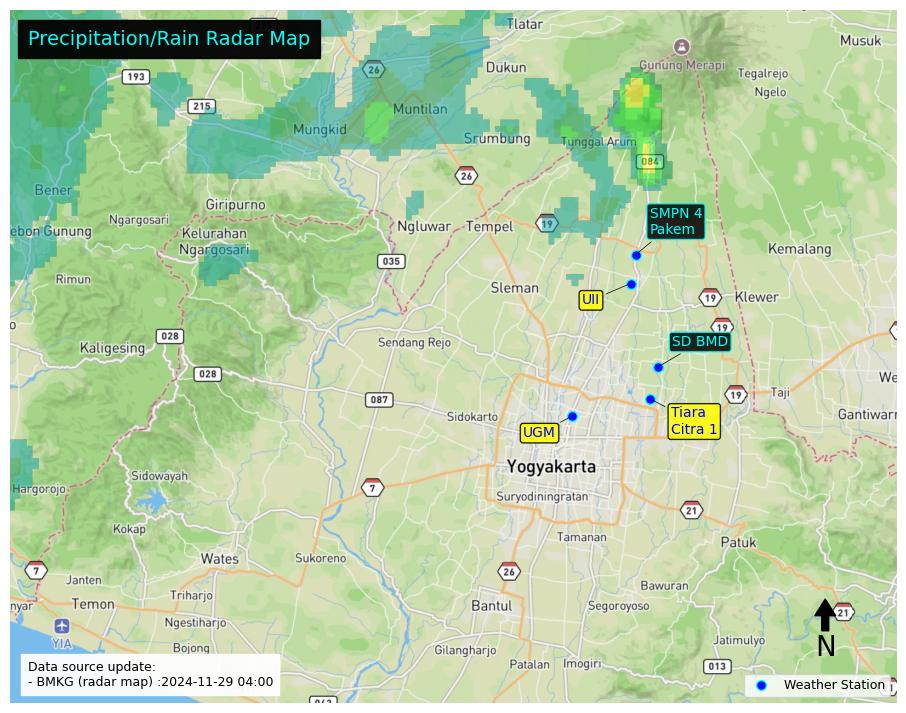 Precipitation/Rain Radar Map
Tlatar
Musuk
Gunung Merapi
Dukun
Tegalrejo
Ngelo
193
26
215
Muntilan
Mungkid
Srumbung
Tunggal Arum
084
26
Bener
Giripurno
Ngargosari
ebon Gunung
Kelurahan
Ngargosari
Ngluwar
Tempel
19
SMPN 4
Pakem
Kemalang
035
Rimun
Sleman
UII
19
Klewer
19
028
Kaligesing
Sendang Rejo
SD BMD
028
087
Sidokarto
Tiara
Citra 1
19
Taji
We
Gantiwarn
UGM
Yogyakarta
Sidowayah
Hargorojo
7
Suryodiningratan
21
Kokap
Tamanan
Patuk
Wates
Sukoreno
7
26
Janten
Triharjo
Bawuran
nyar
Temon
Bantul
Segoroyoso
21
Ngestiharjo
YIA
N
Bojong
Gilangharjo
Jatimulyo
Patalan
Imogiri
013
Data source update:
- BMKG (radar map) :2024-11-29 04:00
Weather Station